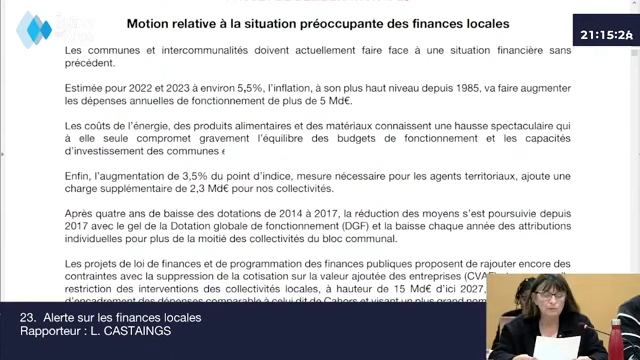 21:15:26
Motion relative à la situation préoccupante des finances locales
Les communes et intercommunalités doivent actuellement faire face à une situation financière sans
précédent.
Estimée pour 2022 et 2023 à environ 5,5%, l'inflation, à son plus haut niveau depuis 1985, va faire augmenter
les dépenses annuelles de fonctionnement de plus de 5 Md€.
Les coûts de l'énergie, des produits alimentaires et des matériaux connaissent une hausse spectaculaire qui
à elle seule compromet gravement l'équilibre des budgets de fonctionnement et les capacités
d'investissement des communes e
Enfin, l'augmentation de 3,5% du point d'indice, mesure nécessaire pour les agents territoriaux, ajoute une
charge supplémentaire de 2,3 Md€ pour nos collectivités.
Après quatre ans de baisse des dotations de 2014 à 2017, la réduction des moyens s'est poursuivie depuis
2017 avec le gel de la Dotation globale de fonctionnement (DGF) et la baisse chaque année des attributions
individuelles pour plus de la moitié des collectivités du bloc communal.
Les projets de loi de finances et de programmation des finances publiques proposent de rajouter encore des
contraintes avec la suppression de la cotisation sur la valeur ajoutée des entreprises (CVAE)
restriction des interventions des collectivités locales, à hauteur de 15 Md€ d'ici 2027,
d'encadrement des dépenses comparable à celui dit de Cahors et visant un plus grand nom
23. Alerte sur les finances locales
Rapporteur : L. CASTAINGS